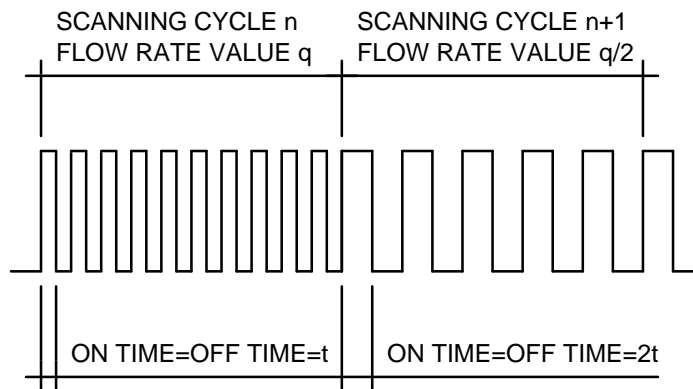 SCANNING CYCLE n
FLOW RATE VALUE q
SCANNING CYCLE n+1
FLOW RATE VALUE q/2
ON TIME=OFF TIME=t
ON TIME=OFF TIME=2t